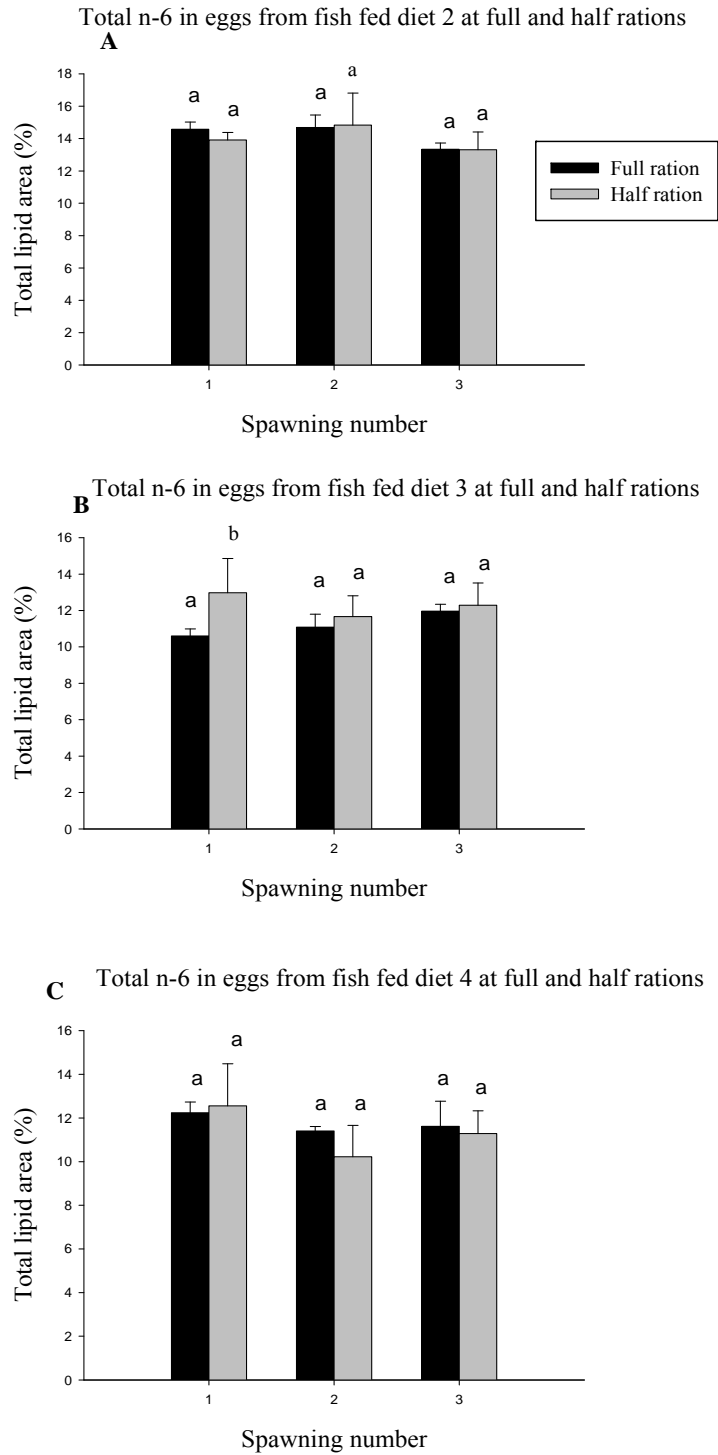 Total n-6 in eggs from fish fed diet 2 at full and half rations
A
18
16
14
12
10
8
6
4
2
0
Total lipid area (%)
a a a a a a
Full ration
Half ration
1 2 3
Spawning number
Total n-6 in eggs from fish fed diet 3 at full and half rations
B
16
14
12
10
8
6
4
2
0
Total lipid area (%)
a b a a a a
1 2 3
Spawning number
Total n-6 in eggs from fish fed diet 4 at full and half rations
C
16
14
12
10
8
6
4
2
0
Total lipid area (%)
a a a a a a
1 2 3
Spawning number